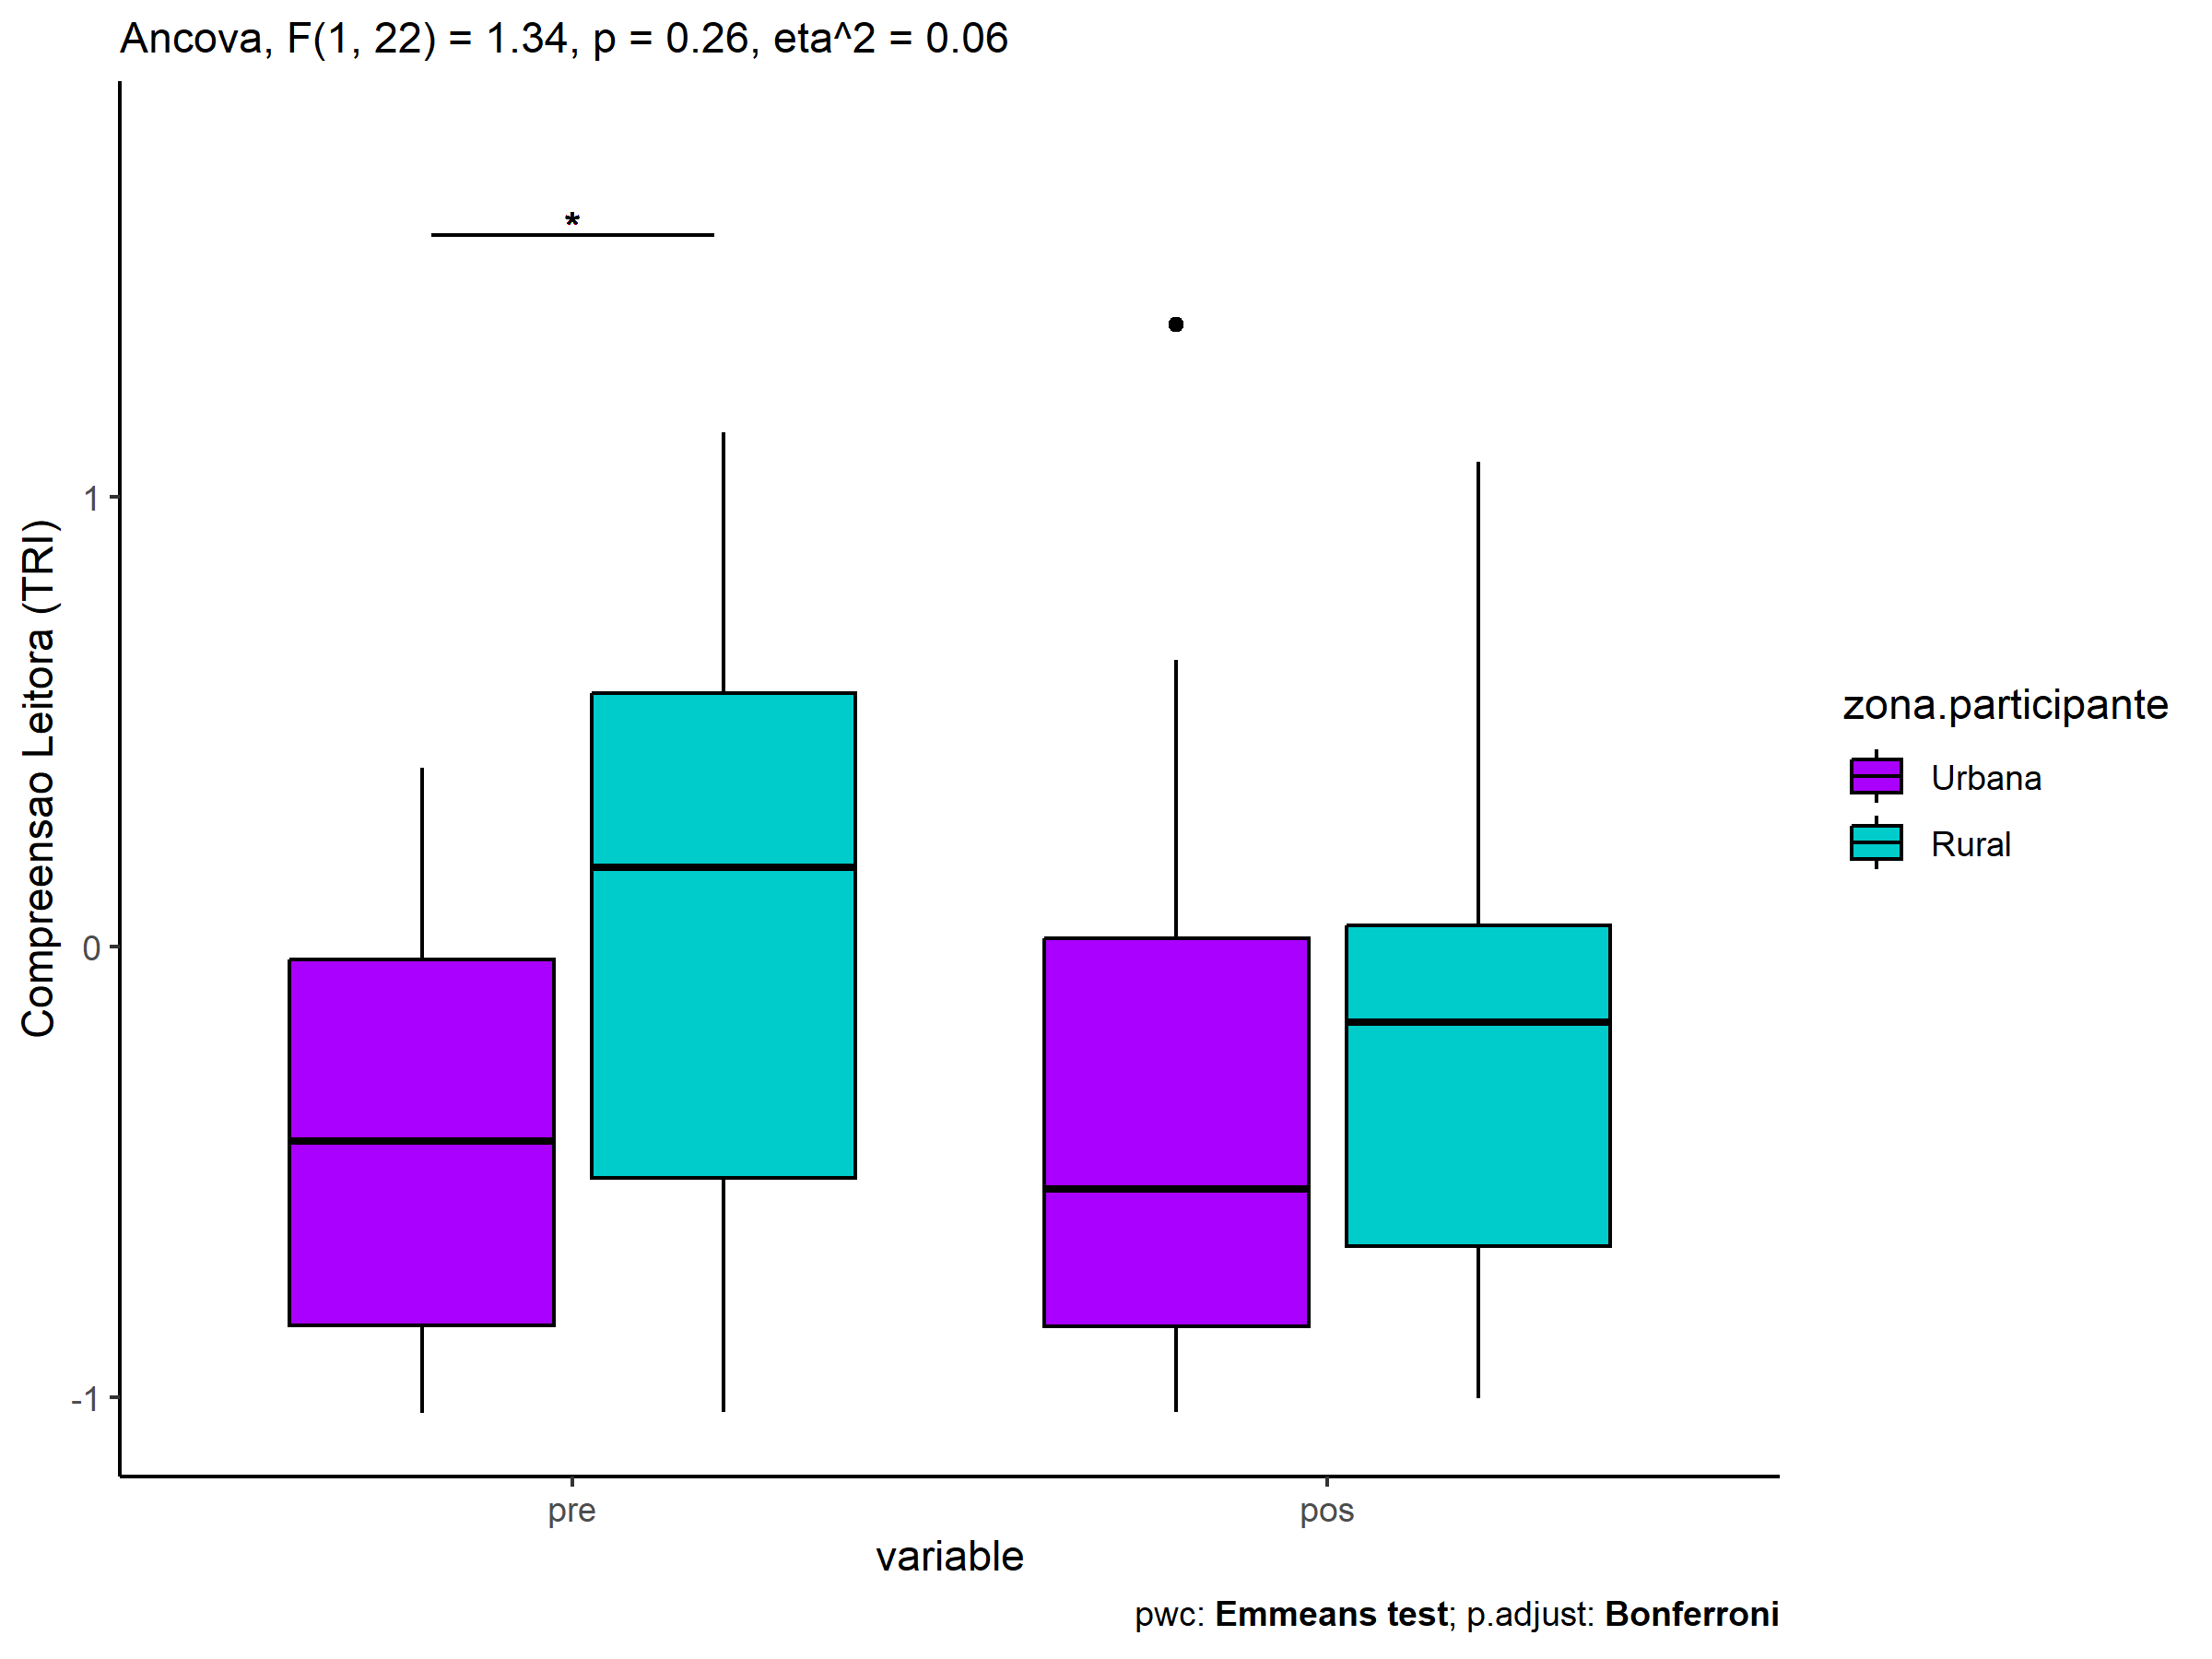 Ancova, F(1, 22) = 1.34, p = 0.26, eta^2 = 0.06
*
1
0
-1
Compreensao Leitora (TRI)
pre
pos
variable
zona.participante
Urbana
Rural
pwc: Emmeans test; p.adjust: Bonferroni